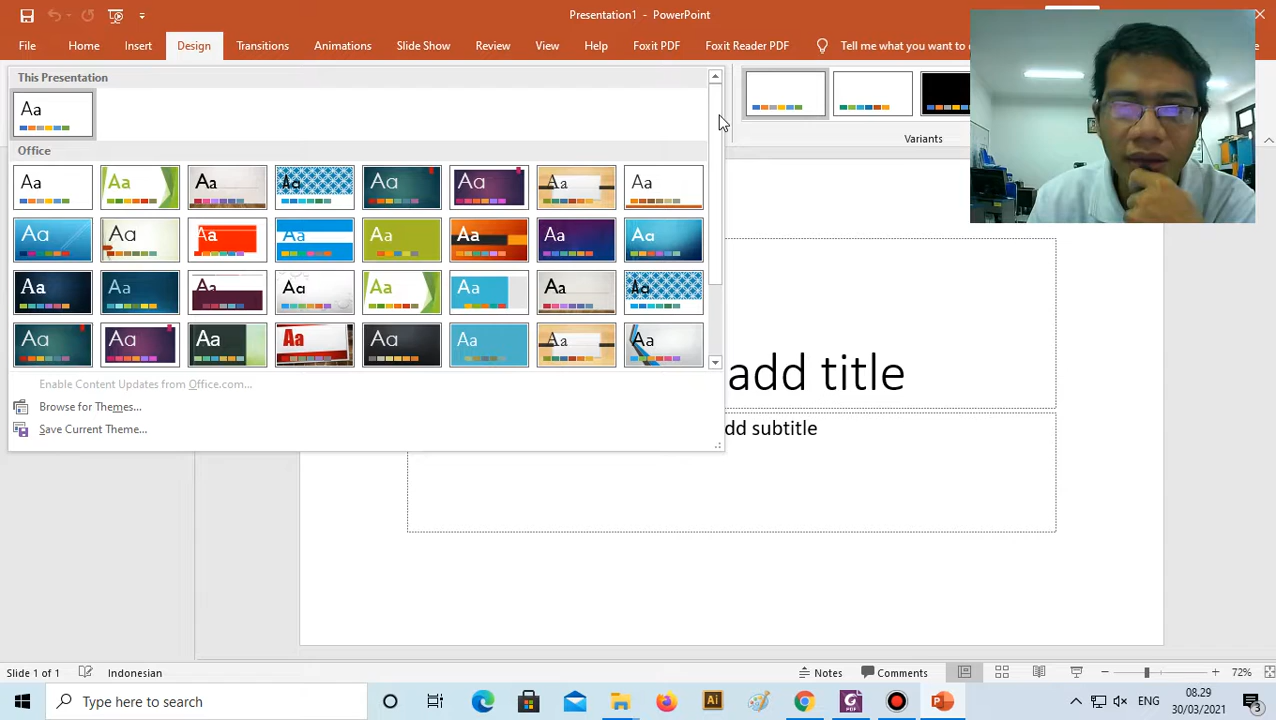 Presentation1 - PowerPoint
File Home Insert Design Transitions Animations Slide Show Review View Help Foxit PDF Foxit Reader PDF Tell me what you want to
This Presentation
Aa
Office
Aa Aa Aa Aa Aa Aa Aa Aa
Aa Aa Aa Aa Aa Aa Aa Aa
Aa Aa Aa Aa Aa Aa Aa Aa
Aa Aa Aa Aa Aa Aa Aa Aa
Enable Content Updates from Office.com...
Browse for Themes...
Save Current Theme...
Variants
add title
dd subtitle
Slide 1 of 1 Indonesian Notes Comments 72%
Type here to search
Ai
PDF
ENG
08.29
30/03/2021
3